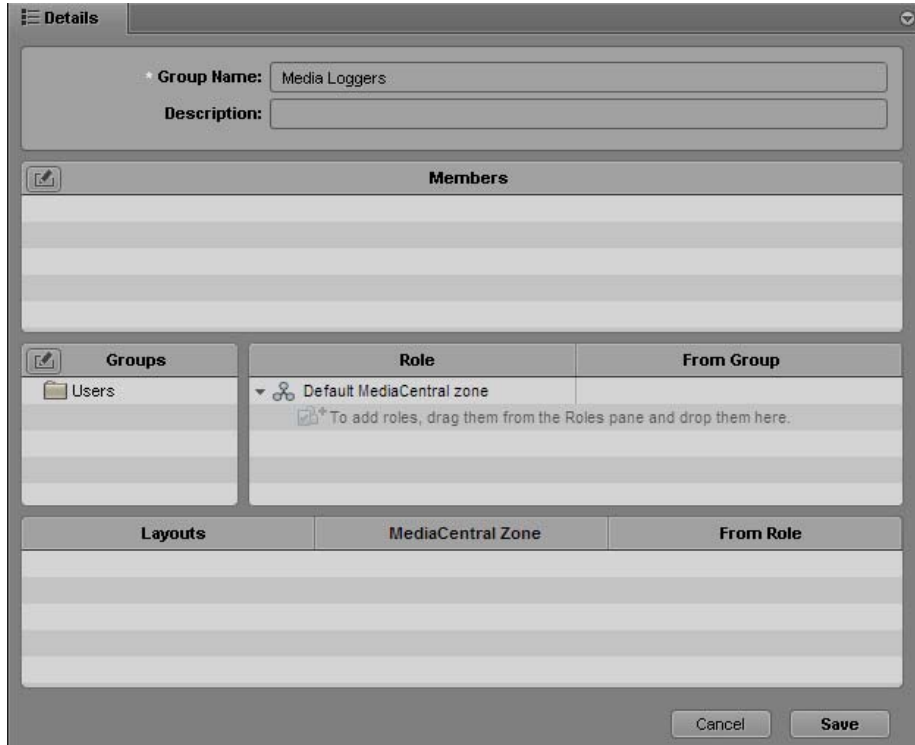 Details
* Group Name: Media Loggers
Description:
Members
Groups
Role
From Group
Users
Default MediaCentral zone
To add roles, drag them from the Roles pane and drop them here.
Layouts
MediaCentral Zone
From Role
Cancel
Save